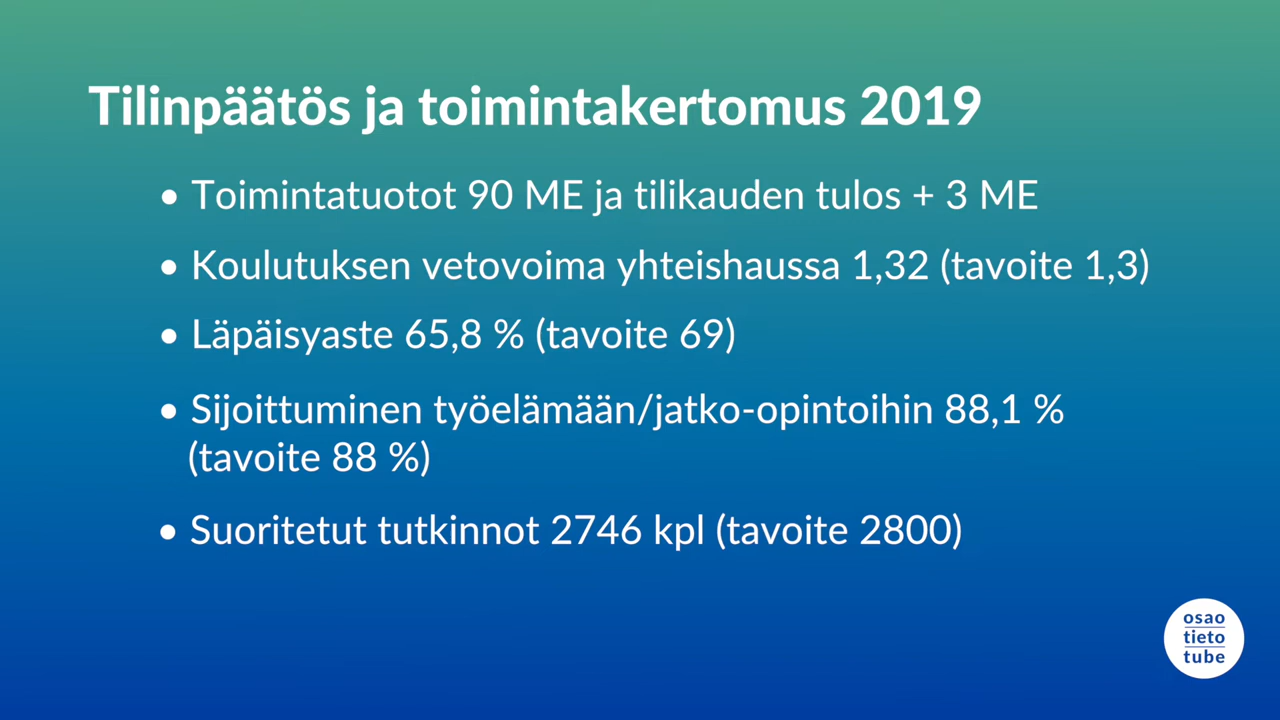 Tilinpäätös ja toimintakertomus 2019
• Toimintatuotot 90 ME ja tilikauden tulos + 3 ME
• Koulutuksen vetovoima yhteishaussa 1,32 (tavoite 1,3)
• Läpäisyaste 65,8 % (tavoite 69)
• Sijoittuminen työelämään/jatko-opintoihin 88,1 %
(tavoite 88 %)
• Suoritetut tutkinnot 2746 kpl (tavoite 2800)
osao
tieto
tube